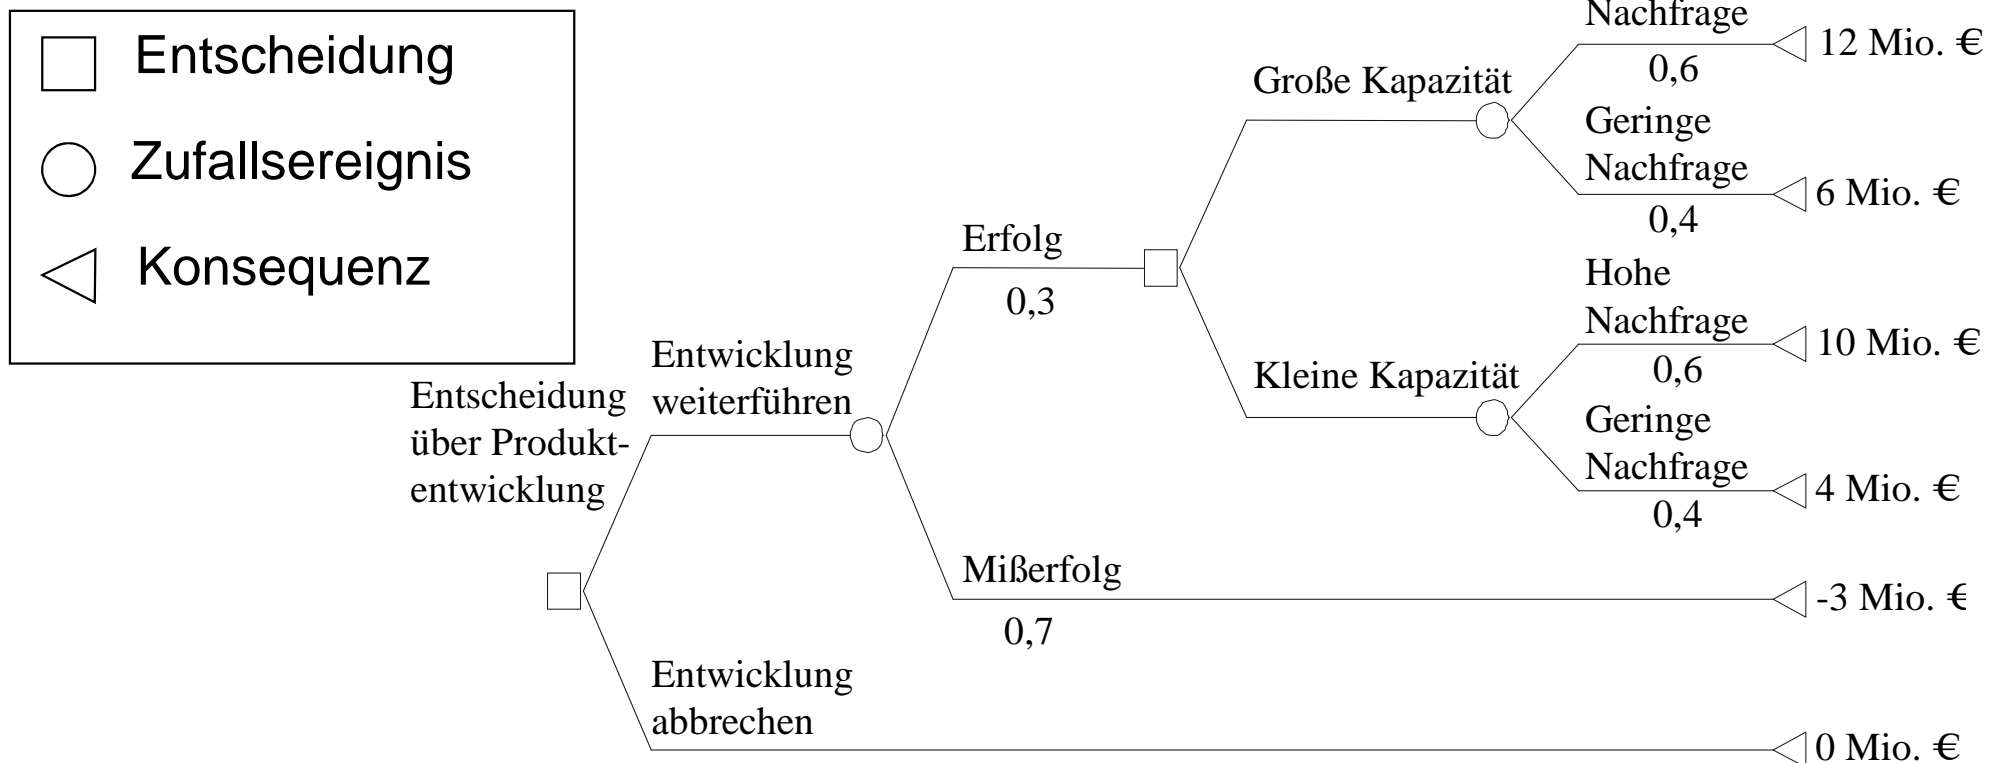 Entscheidung
Zufallsereignis
Konsequenz
Entscheidung
über Produkt-
entwicklung
Entwicklung
weiterführen
Entwicklung
abbrechen
Erfolg
0,3
Mißerfolg
0,7
Große Kapazität
Kleine Kapazität
Nachfrage
0,6
12 Mio. €
Geringe
Nachfrage
0,4
6 Mio. €
Hohe
Nachfrage
0,6
10 Mio. €
Geringe
Nachfrage
0,4
4 Mio. €
-3 Mio. €
0 Mio. €